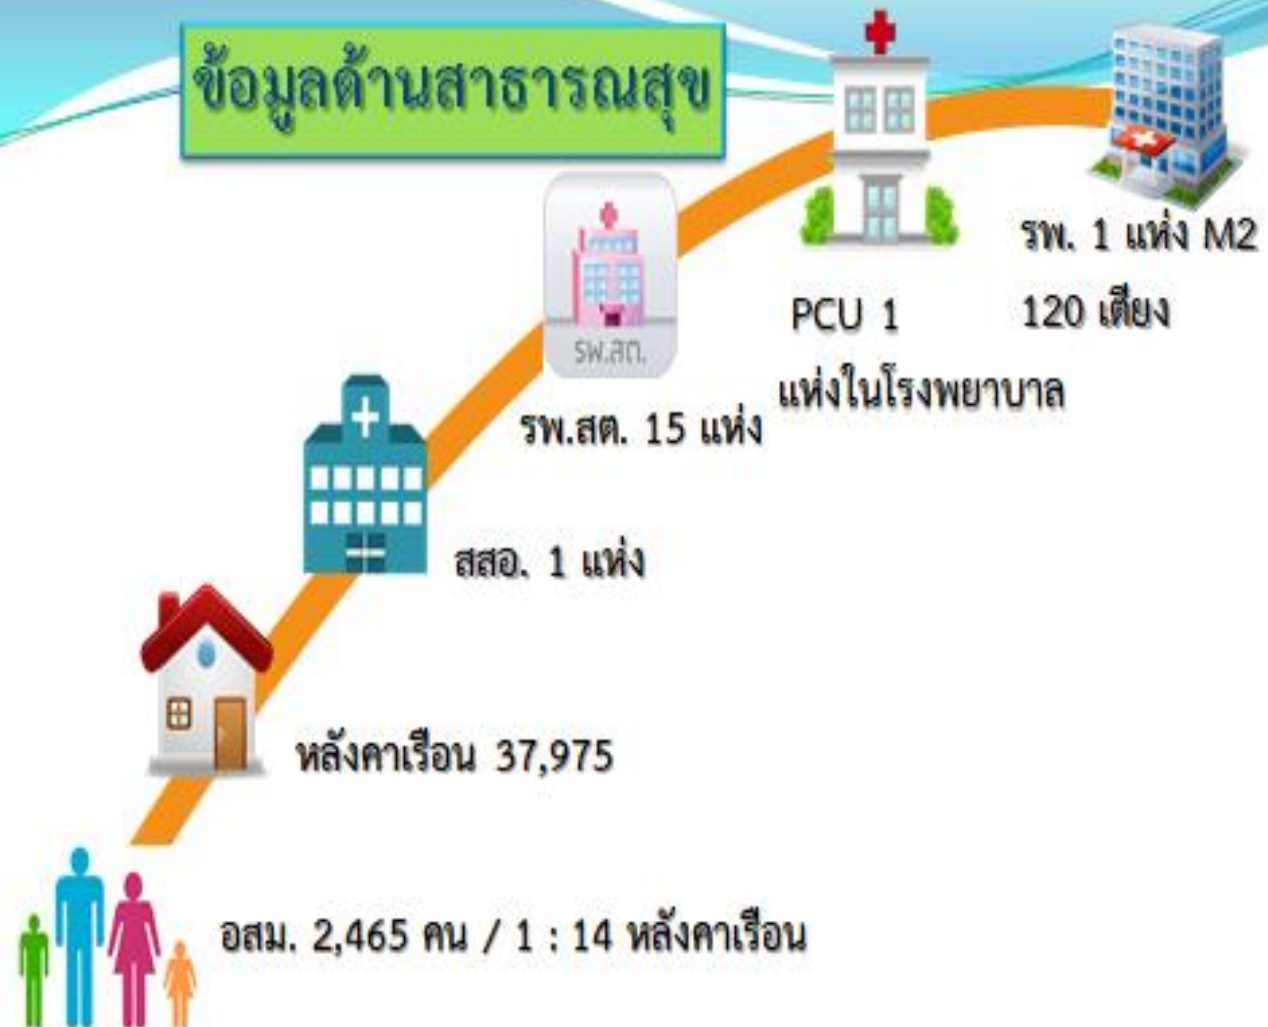 ข้อมูลด้านสาธารณสุข
รพ. 1 แห่ง M2
120 เตียง
PCU 1
แห่งในโรงพยาบาล
รพ.สต.
รพ.สต. 15 แห่ง
สสอ. 1 แห่ง
หลังคาเรือน 37,975
อสม. 2,465 คน / 1 : 14 หลังคาเรือน